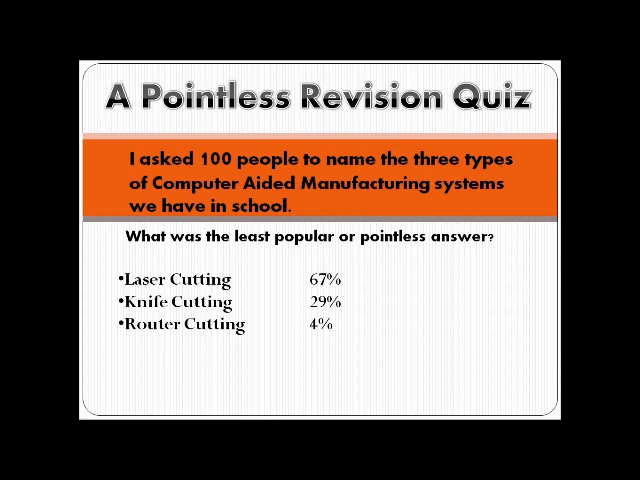 A Pointless Revision Quiz
I asked 100 people to name the three types
of Computer Aided Manufacturing systems
we have in school.
What was the least popular or pointless answer?
•Laser Cutting 67%
•Knife Cutting 29%
•Router Cutting 4%